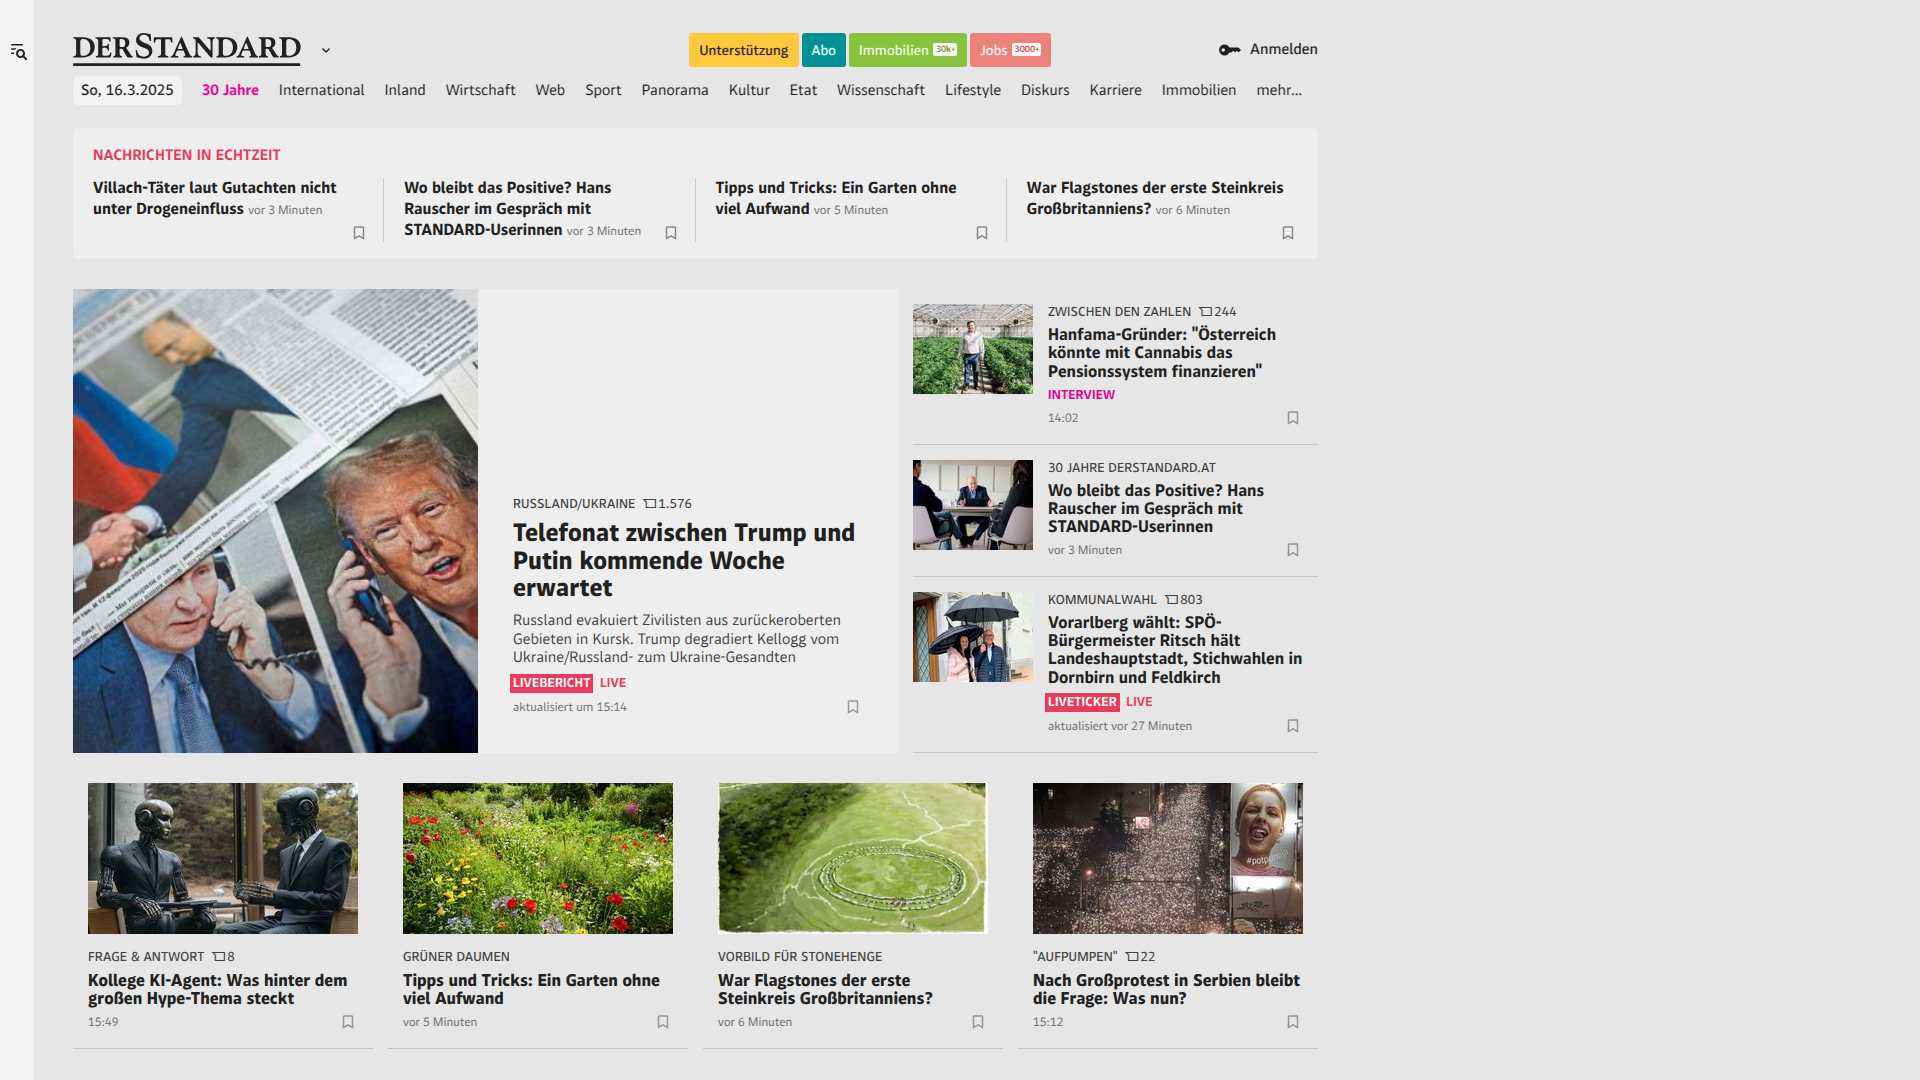 DERSTANDARD
Unterstützung
Abo
Immobilien 30k+
Jobs 3000+
Anmelden
So, 16.3.2025
30 Jahre
International
Inland
Wirtschaft
Web
Sport
Panorama
Kultur
Etat
Wissenschaft
Lifestyle
Diskurs
Karriere
Immobilien
mehr...
NACHRICHTEN IN ECHTZEIT
Villach-Täter laut Gutachten nicht
unter Drogeneinfluss vor 3 Minuten
Wo bleibt das Positive? Hans
Rauscher im Gespräch mit
STANDARD-Userinnen vor 3 Minuten
Tipps und Tricks: Ein Garten ohne
viel Aufwand vor 5 Minuten
War Flagstones der erste Steinkreis
Großbritanniens? vor 6 Minuten
RUSSLAND/UKRAINE 1.576
Telefonat zwischen Trump und
Putin kommende Woche
erwartet
Russland evakuiert Zivilisten aus zurückeroberten
Gebieten in Kursk. Trump degradiert Kellogg vom
Ukraine/Russland- zum Ukraine-Gesandten
LIVEBERICHT LIVE
aktualisiert um 15:14
ZWISCHEN DEN ZAHLEN 244
Hanfama-Gründer: "Österreich
könnte mit Cannabis das
Pensionssystem finanzieren"
INTERVIEW
14:02
30 JAHRE DERSTANDARD.AT
Wo bleibt das Positive? Hans
Rauscher im Gespräch mit
STANDARD-Userinnen
vor 3 Minuten
KOMMUNALWAHL 803
Vorarlberg wählt: SPÖ-
Bürgermeister Ritsch hält
Landeshauptstadt, Stichwahlen in
Dornbirn und Feldkirch
LIVETICKER LIVE
aktualisiert vor 27 Minuten
FRAGE & ANTWORT 8
Kollege KI-Agent: Was hinter dem
großen Hype-Thema steckt
15:49
GRÜNER DAUMEN
Tipps und Tricks: Ein Garten ohne
viel Aufwand
vor 5 Minuten
VORBILD FÜR STONEHENGE
War Flagstones der erste
Steinkreis Großbritanniens?
vor 6 Minuten
#potp
"AUFPUMPEN" 22
Nach Großprotest in Serbien bleibt
die Frage: Was nun?
15:12